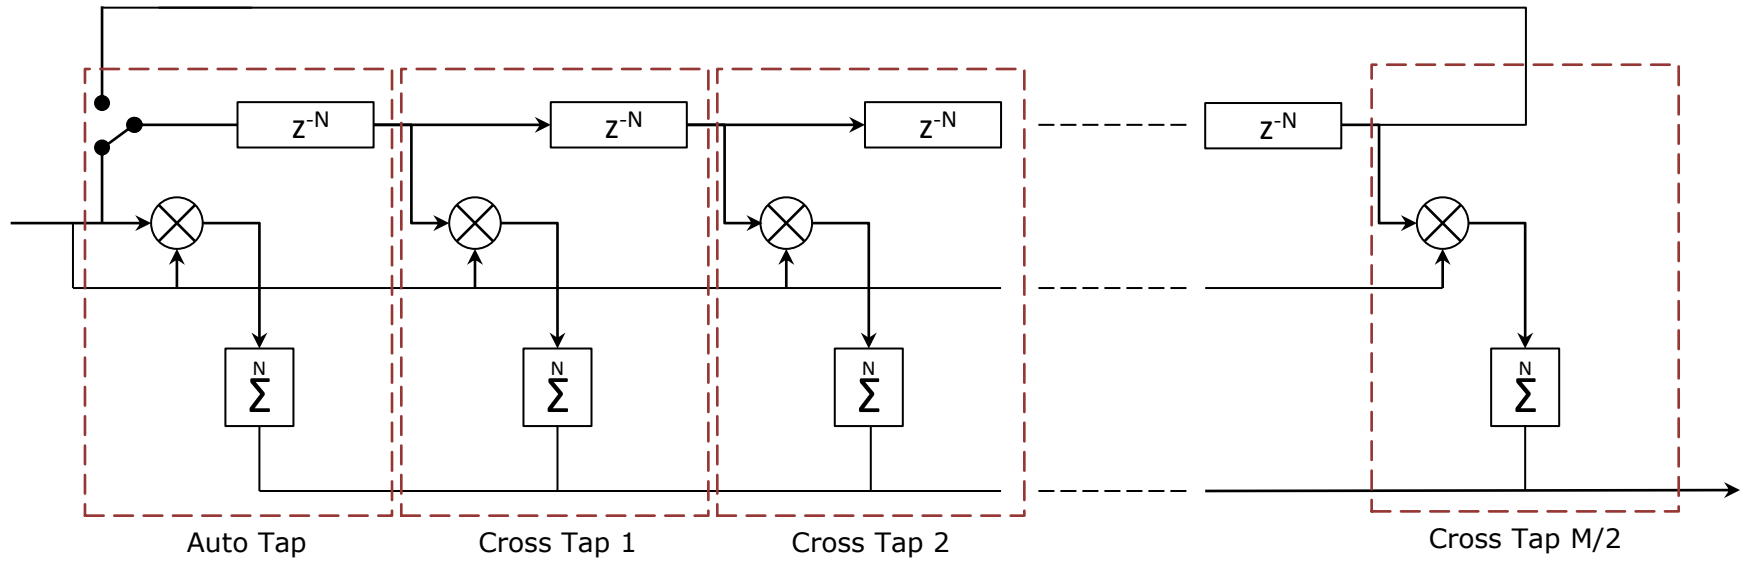 z-N
z-N
z-N
z-N
N
Σ
N
Σ
N
Σ
N
Σ
Auto Tap
Cross Tap 1
Cross Tap 2
Cross Tap M/2